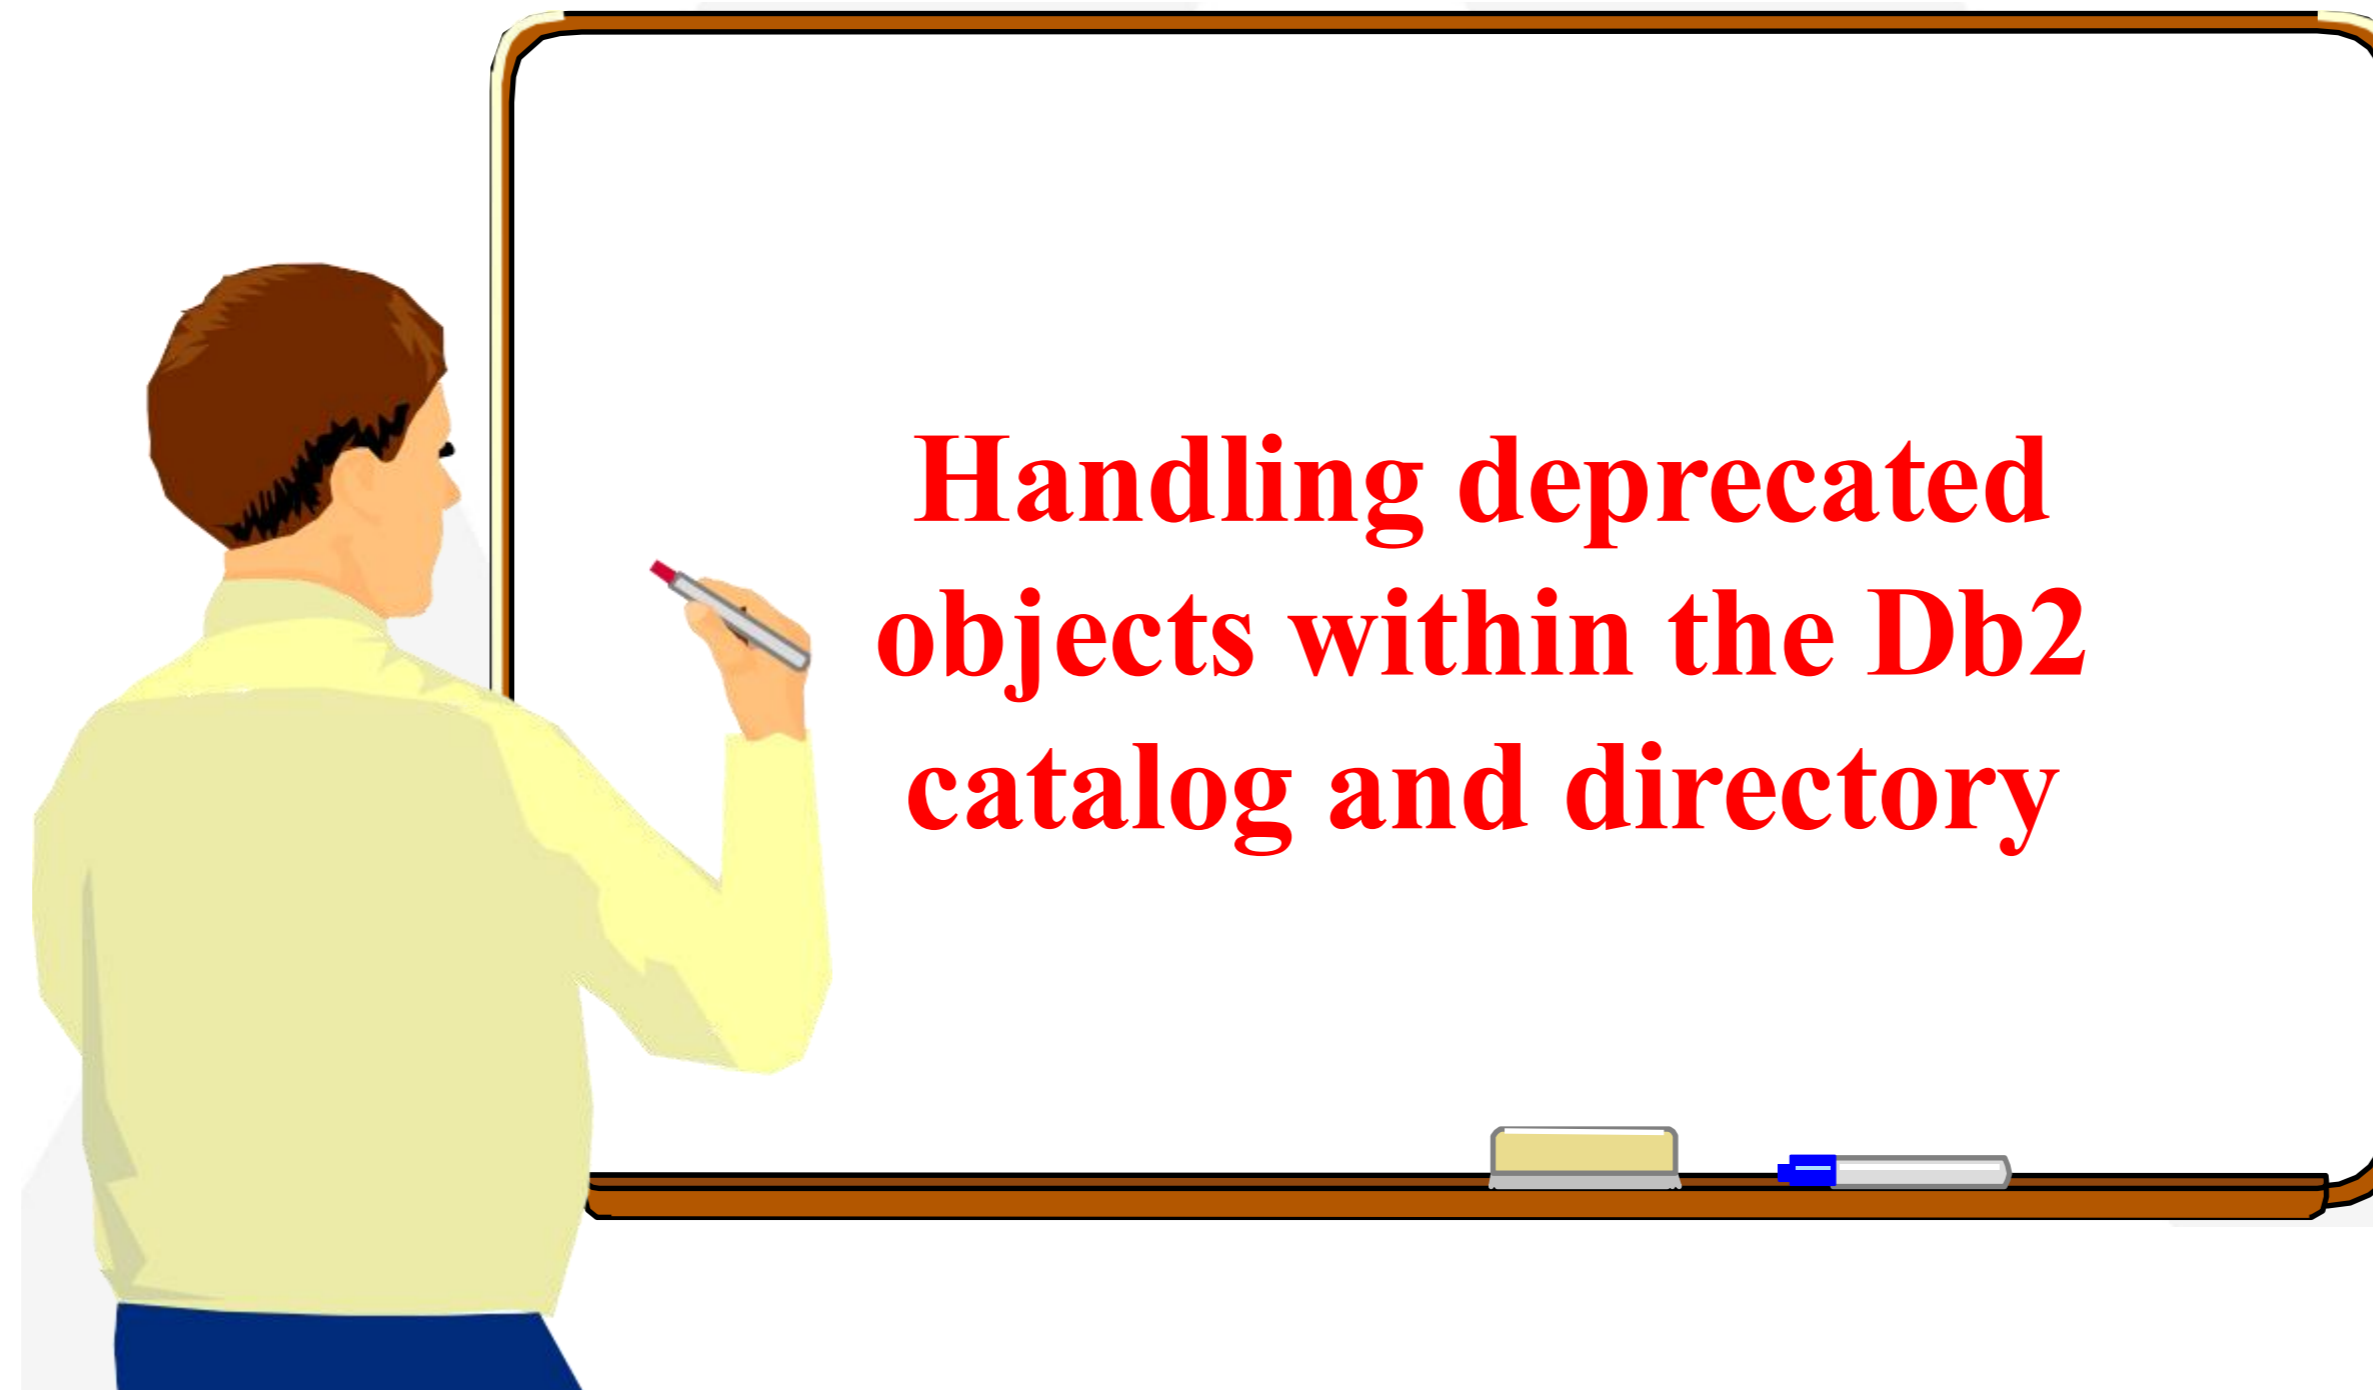 Handling deprecated
objects within the Db2
catalog and directory